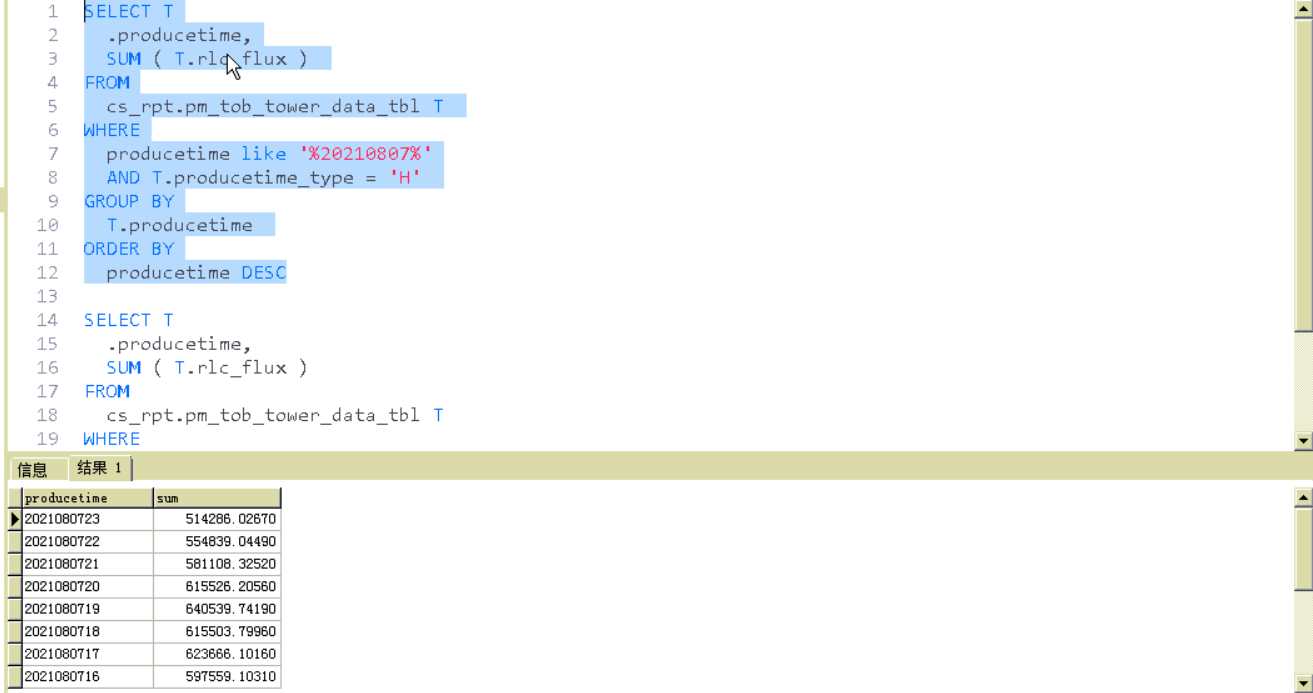 1 SELECT T
2 .producetime,
3 SUM ( T.rlc_flux )
4 FROM
5 cs_rpt.pm_tob_tower_data_tbl T
6 WHERE
7 producetime like '%20210807%'
8 AND T.producetime_type = 'H'
9 GROUP BY
10 T.producetime
11 ORDER BY
12 producetime DESC
13
14 SELECT T
15 .producetime,
16 SUM ( T.rlc_flux )
17 FROM
18 cs_rpt.pm_tob_tower_data_tbl T
19 WHERE
信息 结果 1
producetime sum
2021080723 514286.02670
2021080722 554839.04490
2021080721 581108.32520
2021080720 615526.20560
2021080719 640539.74190
2021080718 615503.79960
2021080717 623666.10160
2021080716 597559.10310